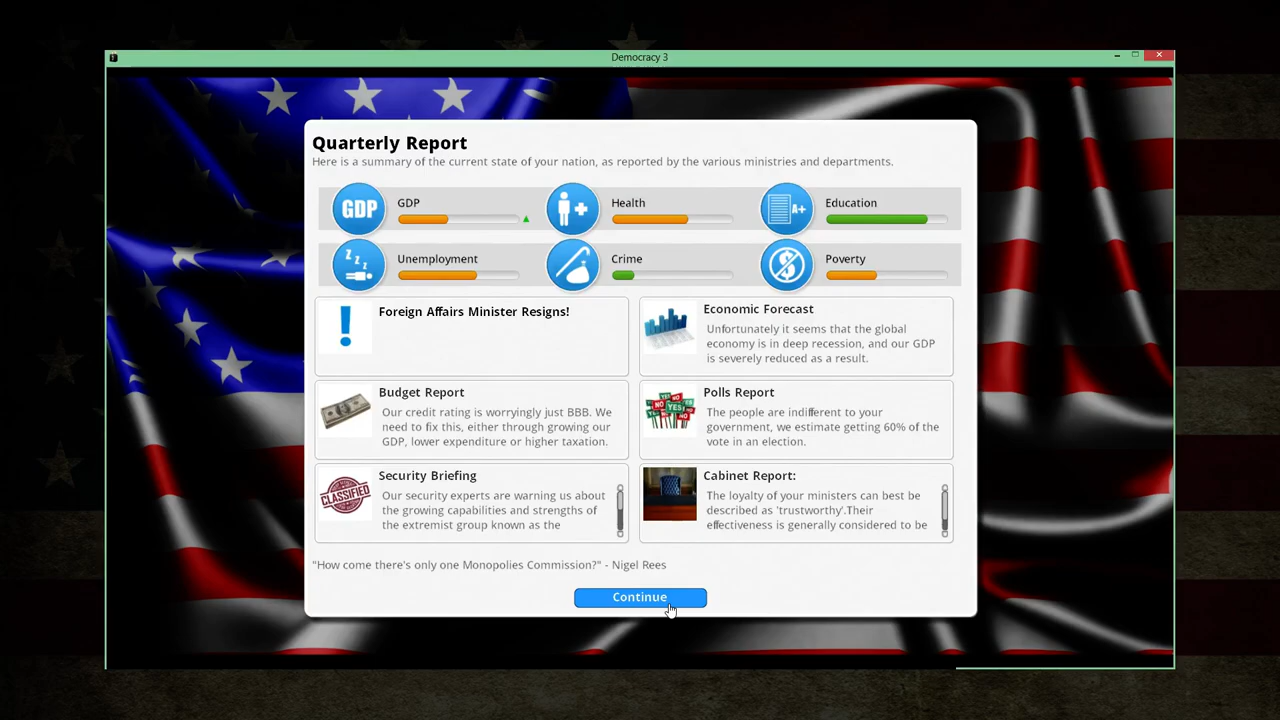 Democracy 3
Quarterly Report
Here is a summary of the current state of your nation, as reported by the various ministries and departments.
GDP
GDP
Health
A+
Education
Z Z Z
Unemployment
Crime
Poverty
Foreign Affairs Minister Resigns!
Economic Forecast
Unfortunately it seems that the global
economy is in deep recession, and our GDP
is severely reduced as a result.
Budget Report
Our credit rating is worryingly just BBB. We
need to fix this, either through growing our
GDP, lower expenditure or higher taxation.
NO YES NO
YES
NO
Polls Report
The people are indifferent to your
government, we estimate getting 60% of the
vote in an election.
CLASSIFIED
Security Briefing
Our security experts are warning us about
the growing capabilities and strengths of
the extremist group known as the
Cabinet Report:
The loyalty of your ministers can best be
described as 'trustworthy'.Their
effectiveness is generally considered to be
"How come there's only one Monopolies Commission?" - Nigel Rees
Continue